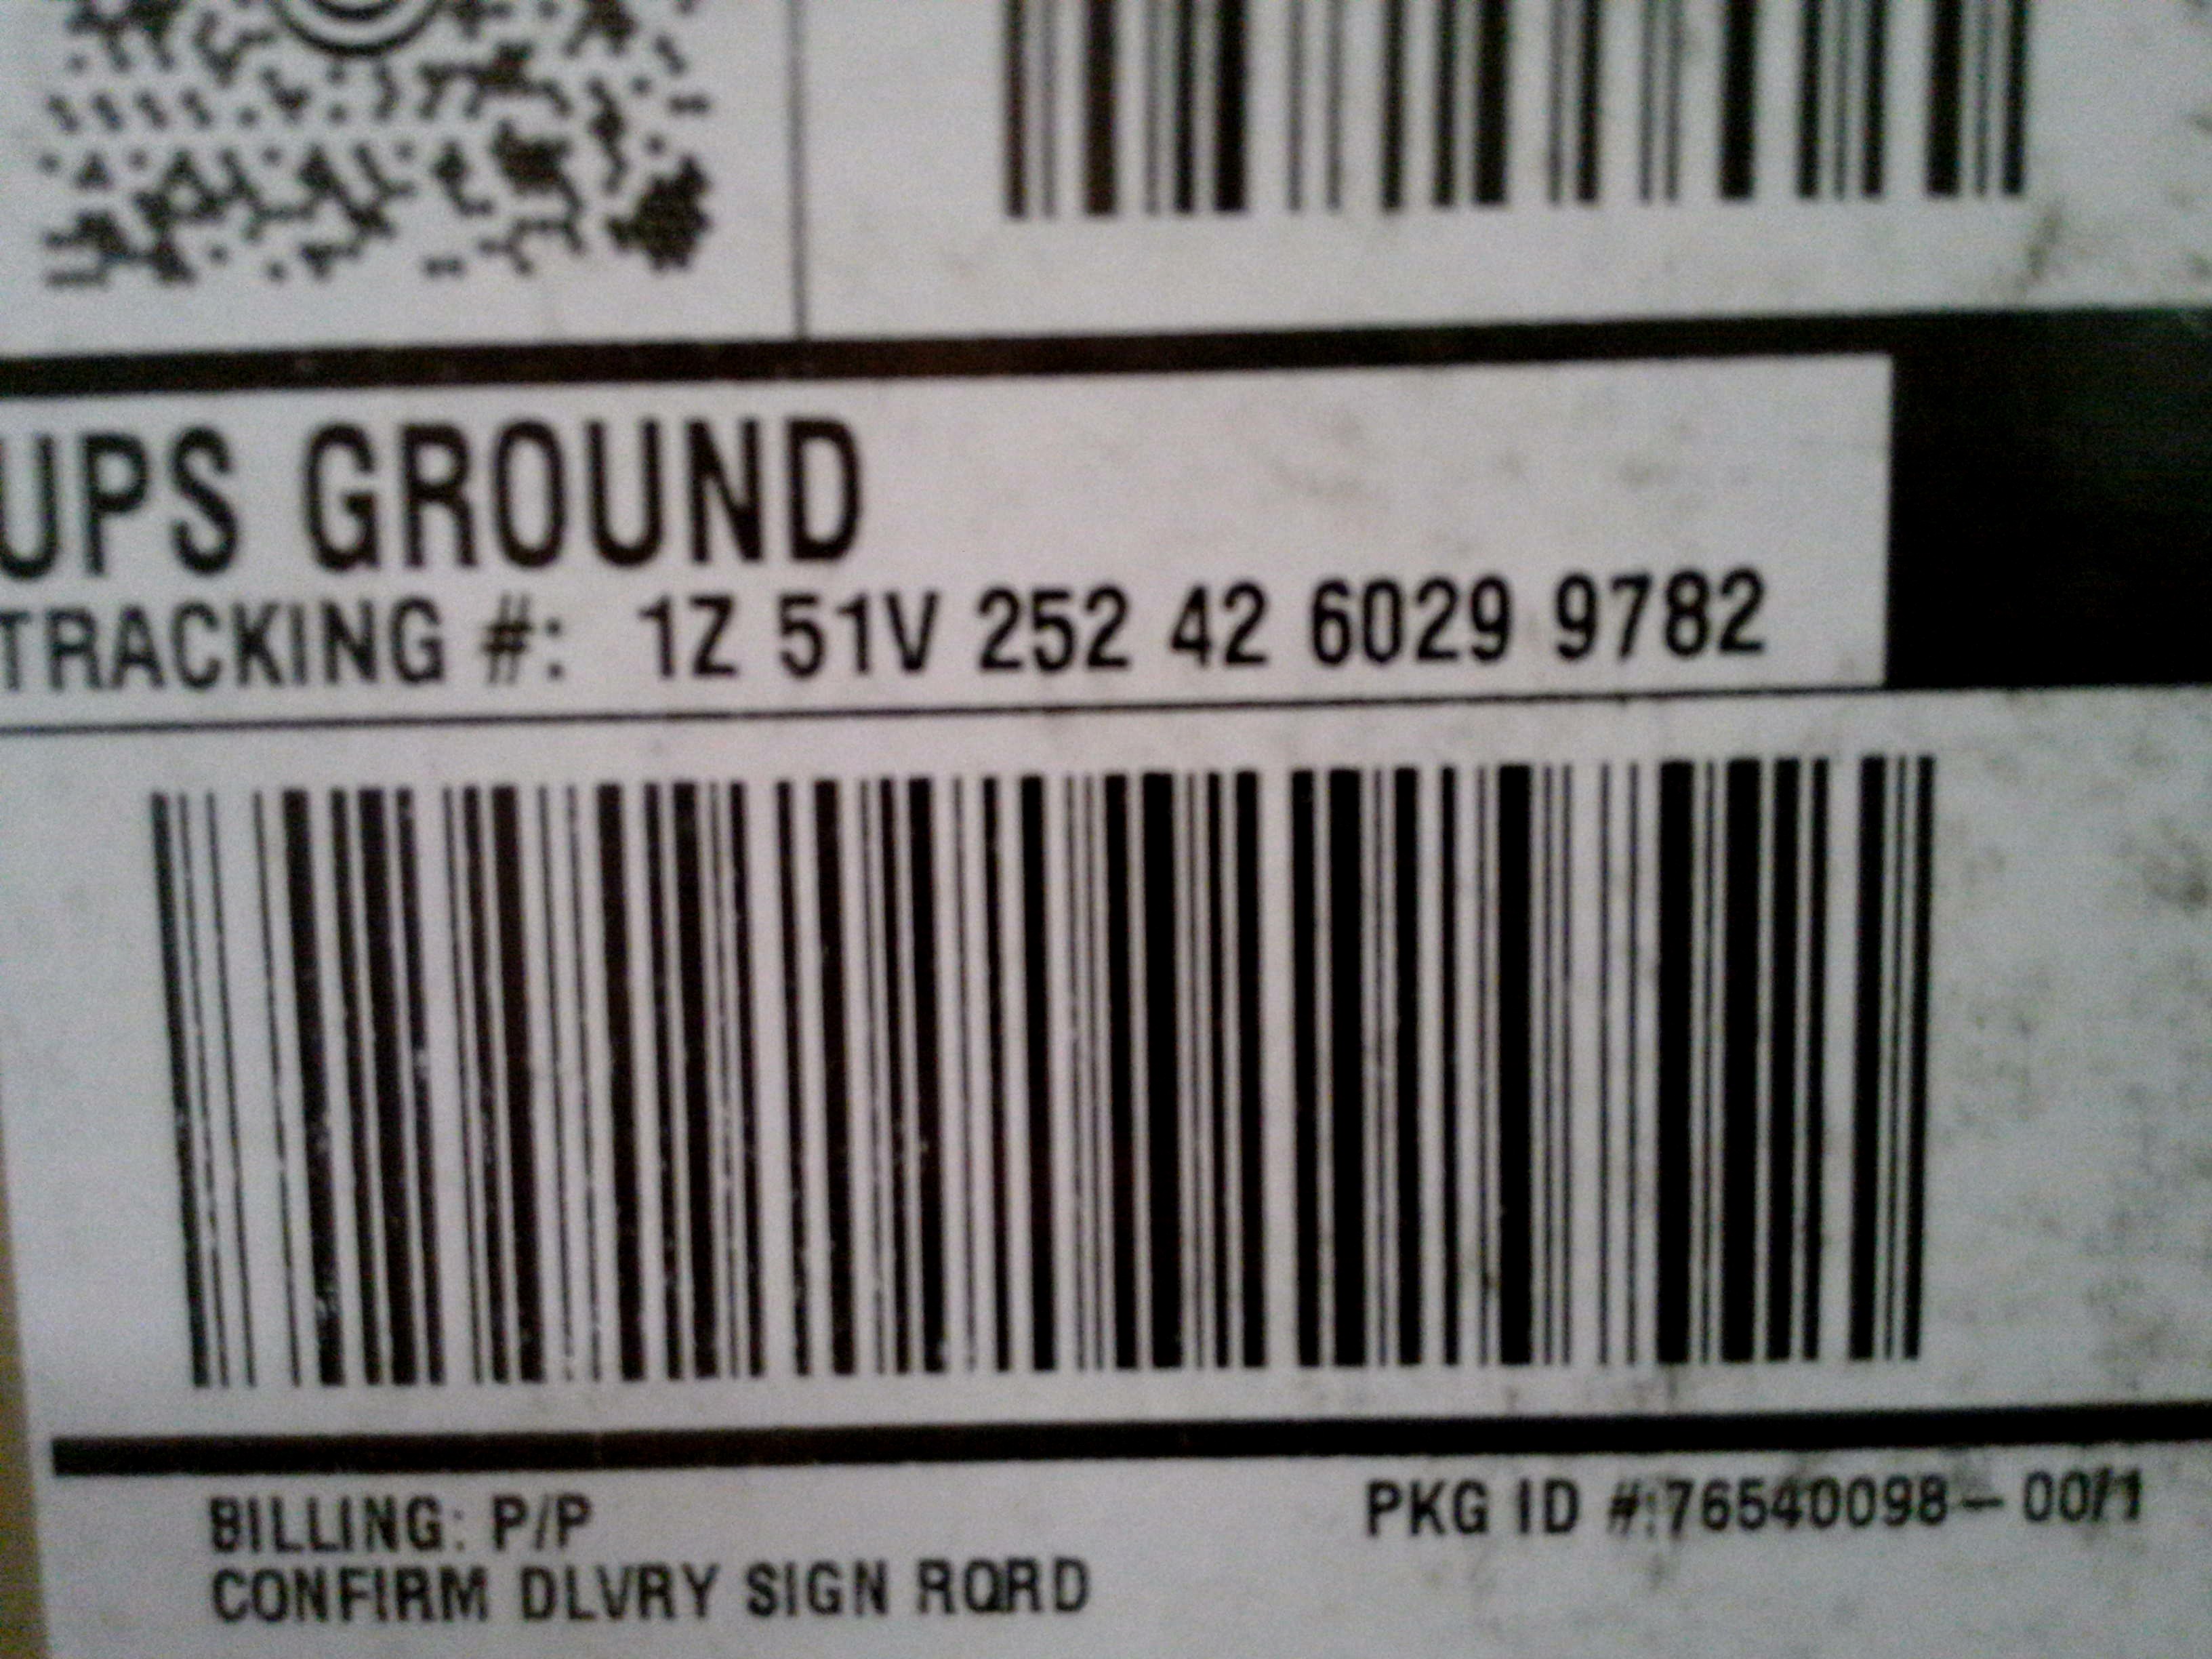 UPS GROUND
TRACKING #: 1Z 51V 252 42 6029 9782
BILLING: P/P
PKG ID #:76540098-00/1
CONFIRM DLVRY SIGN RQRD